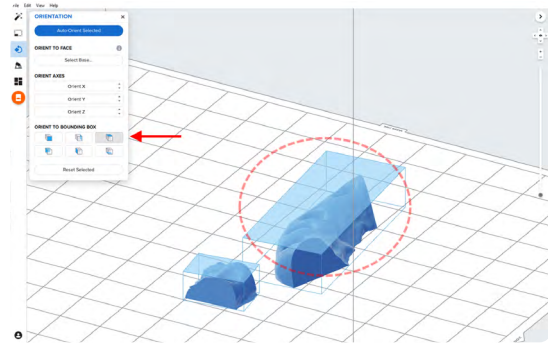 File Edit View Help
ORIENTATION
Auto-Orient Selected
ORIENT TO FACE
Select Base...
ORIENT AXES
Orient X
Orient Y
Orient Z
ORIENT TO BOUNDING BOX
Reset Selected